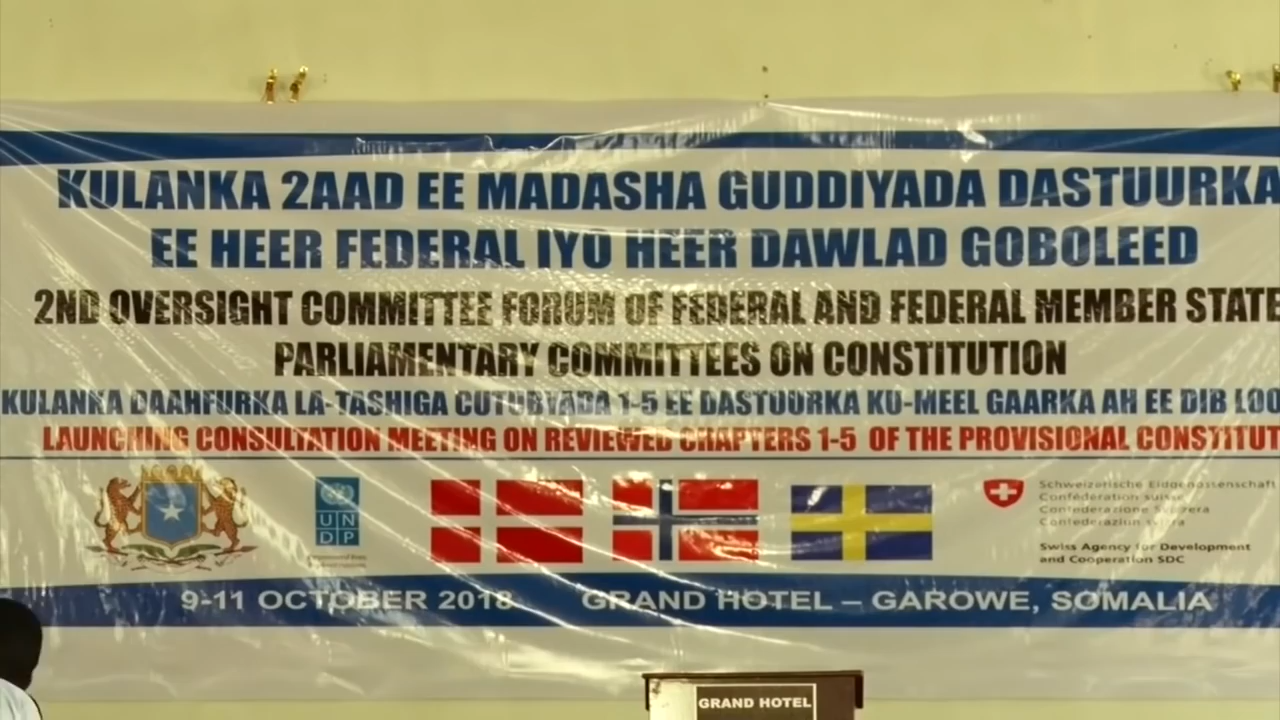 KULANKA 2AAD EE MADASHA GUDDIYADA DASTUURKA
EE HEER FEDERAL IYO HEER DAWLAD GOBOLEED
2ND OVERSIGHT COMMITTEE FORUM OF FEDERAL AND FEDERAL MEMBER STATE
PARLIAMENTARY COMMITTEES ON CONSTITUTION
KULANKA DAAHFURKA LA-TASHIGA CUTUBYADA 1-5 EE DASTUURKA KU-MEEL GAARKA AH EE DIB LOO
LAUNCHING CONSULTATION MEETING ON REVIEWED CHAPTERS 1-5 OF THE PROVISIONAL CONSTITUT
U N
D P
Schweizerische Eidgenossenschaft
Confédération suisse
Confederazione Svizzera
Confederaziun svizra
Swiss Agency for Development
and Cooperation SDC
9-11 OCTOBER 2018 GRAND HOTEL – GAROWE, SOMALIA
GRAND HOTEL